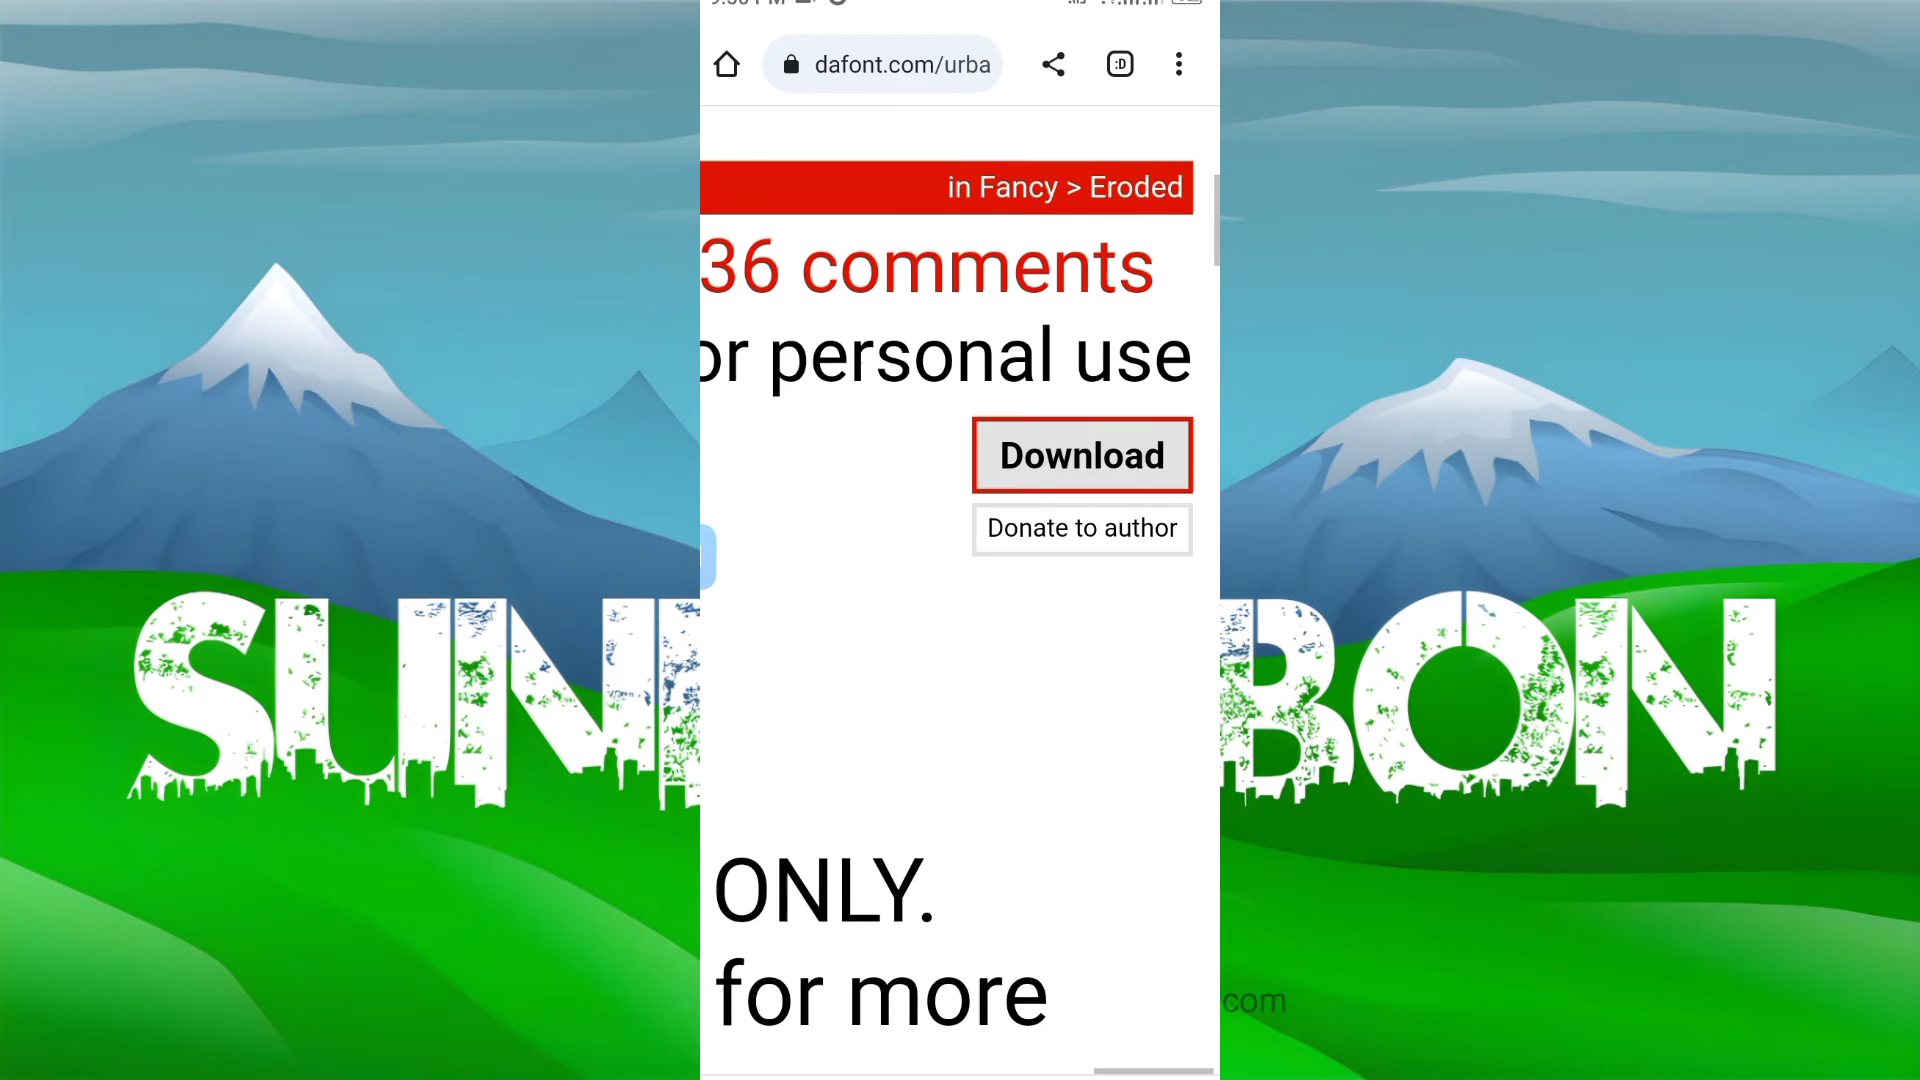 dafont.com/urba
:D
in Fancy > Eroded
36 comments
or personal use
Download
Donate to author
SUN
BON
ONLY.
for more
com